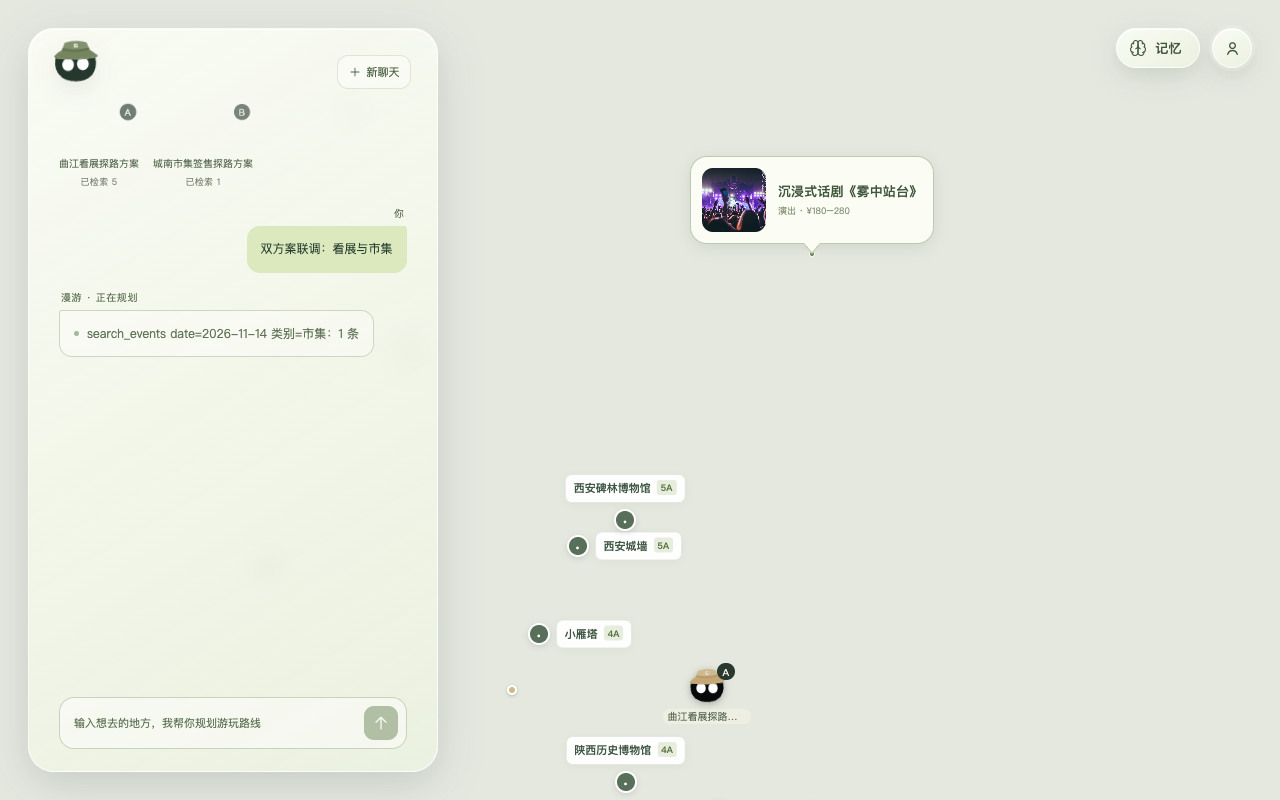 新聊天
A
B
曲江看展探路方案
已检索 5
城南市集签售探路方案
已检索 1
你
双方案联调：看展与市集
漫游 · 正在规划
search_events date=2026-11-14 类别=市集：1 条
输入想去的地方，我帮你规划游玩路线
记忆
沉浸式话剧《雾中站台》
演出 · ¥180—280
西安碑林博物馆 5A
西安城墙 5A
小雁塔 4A
A
曲江看展探路…
陕西历史博物馆 4A